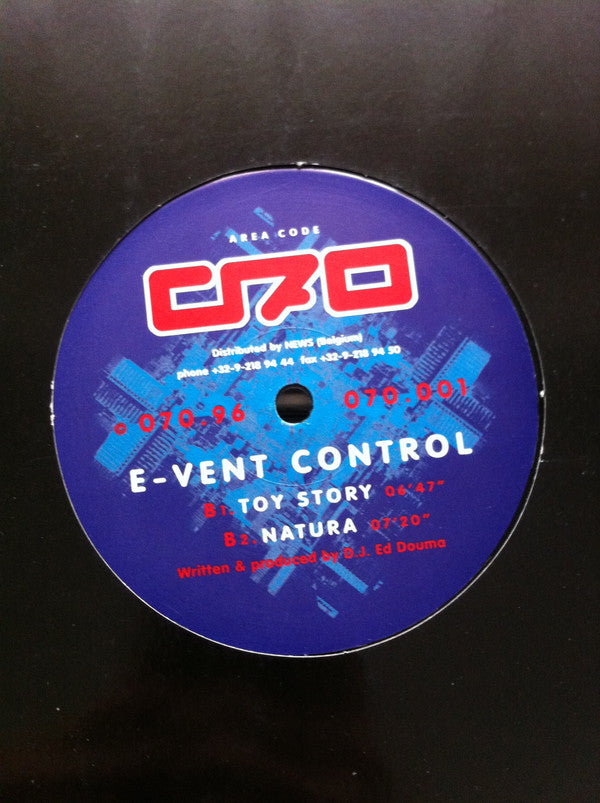 AREA CODE
070
Distributed by NEWS (Belgium)
phone +32-9-218 94 44 fax +32-9-218 94 50
© 070.96 070.001
E-VENT CONTROL
B1. TOY STORY 06'47"
B2. NATURA 07'20"
Written & produced by D.J. Ed Douma